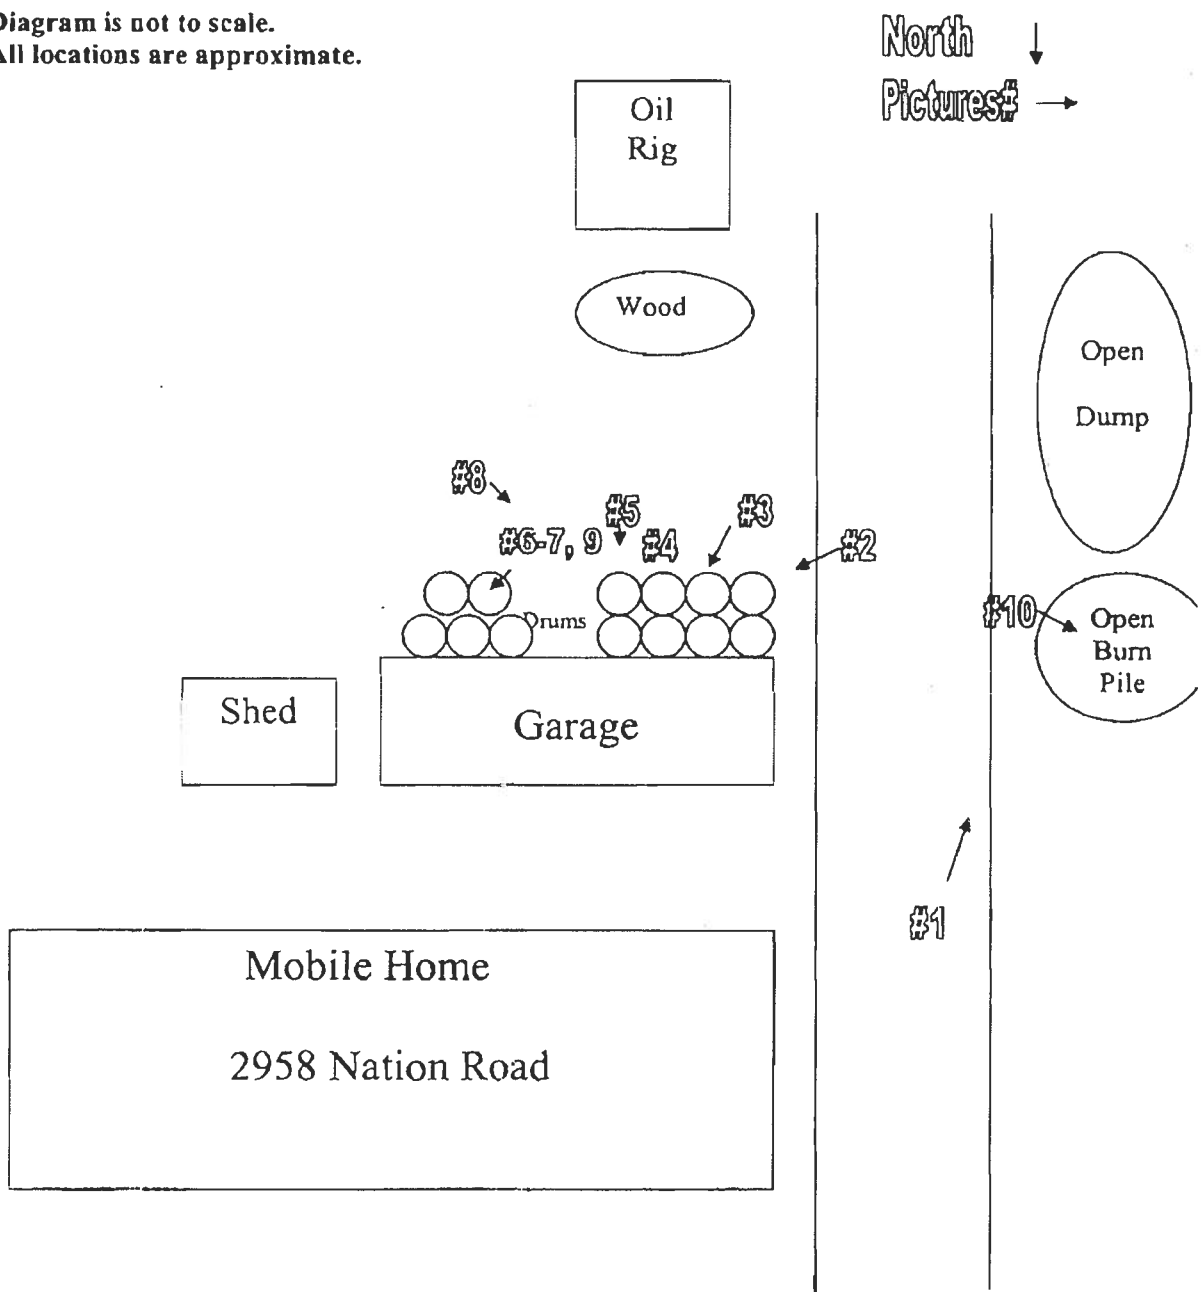 Diagram is not to scale.
All locations are approximate.
North
Pictures#
Oil
Rig
Wood
Open
Dump
#8
#5
#3
#6-7, 9
#4
#2
Drums
#10
Open
Burn
Pile
Shed
Garage
#1
Mobile Home
2958 Nation Road